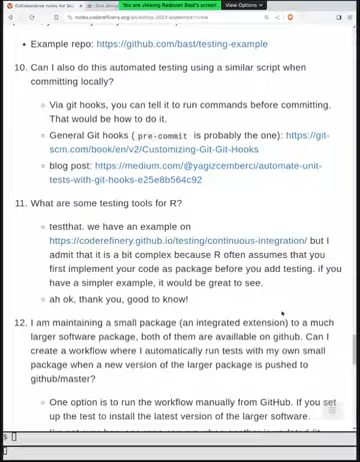 Collaborative notes for
You are viewing Radovan Bast's screen
View Options
notes.coderefinery.org
Example repo: https://github.com/bast/testing-example
10. Can I also do this automated testing using a similar script when
committing locally?
Via git hooks, you can tell it to run commands before committing.
That would be how to do it.
General Git hooks ( pre-commit is probably the one): https://git-
scm.com/book/en/v2/Customizing-Git-Git-Hooks
blog post: https://medium.com/@yagizcemberci/automate-unit-
tests-with-git-hooks-e25e8b564c92
11. What are some testing tools for R?
testthat. we have an example on
https://coderefinery.github.io/testing/continuous-integration/ but I
admit that it is a bit complex because R often assumes that you
first implement your code as package before you add testing. if you
have a simpler example, it would be great to see.
ah ok, thank you, good to know!
12. I am maintaining a small package (an integrated extension) to a much
larger software package, both of them are availlable on github. Can I
create a workflow where I automatically run tests with my own small
package when a new version of the larger package is pushed to
github/master?
One option is to run the workflow manually from GitHub. If you set
up the test to install the latest version of the larger software.